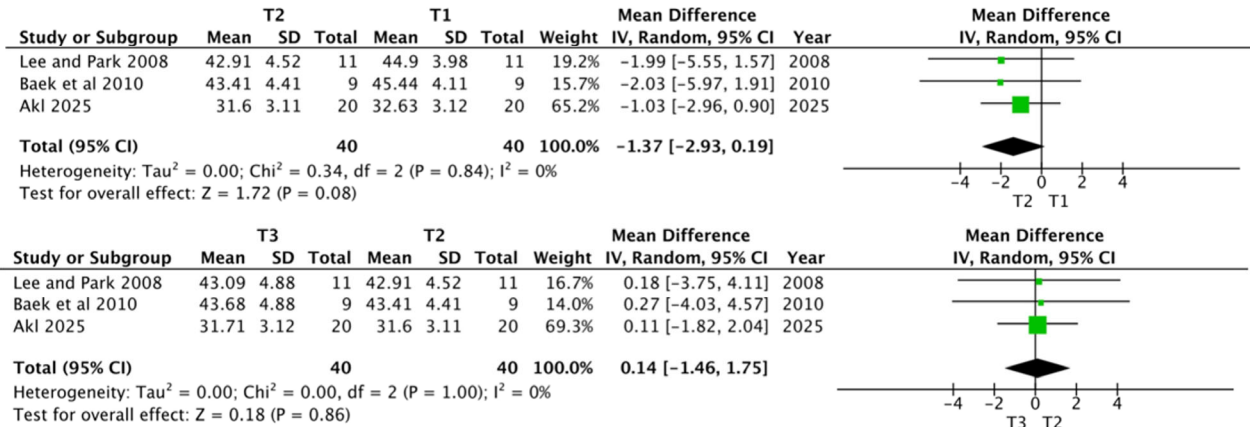 T2 T1 Mean Difference Mean Difference
Study or Subgroup Mean SD Total Mean SD Total Weight IV, Random, 95% CI Year IV, Random, 95% CI
Lee and Park 2008 42.91 4.52 11 44.9 3.98 11 19.2% −1.99 [−5.55, 1.57] 2008
Baek et al 2010 43.41 4.41 9 45.44 4.11 9 15.7% −2.03 [−5.97, 1.91] 2010
Akl 2025 31.6 3.11 20 32.63 3.12 20 65.2% −1.03 [−2.96, 0.90] 2025
Total (95% CI) 40 40 100.0% −1.37 [−2.93, 0.19]
Heterogeneity: Tau² = 0.00; Chi² = 0.34, df = 2 (P = 0.84); I² = 0%
Test for overall effect: Z = 1.72 (P = 0.08)
−4 −2 0 2 4
T2 T1
T3 T2 Mean Difference Mean Difference
Study or Subgroup Mean SD Total Mean SD Total Weight IV, Random, 95% CI Year IV, Random, 95% CI
Lee and Park 2008 43.09 4.88 11 42.91 4.52 11 16.7% 0.18 [−3.75, 4.11] 2008
Baek et al 2010 43.68 4.88 9 43.41 4.41 9 14.0% 0.27 [−4.03, 4.57] 2010
Akl 2025 31.71 3.12 20 31.6 3.11 20 69.3% 0.11 [−1.82, 2.04] 2025
Total (95% CI) 40 40 100.0% 0.14 [−1.46, 1.75]
Heterogeneity: Tau² = 0.00; Chi² = 0.00, df = 2 (P = 1.00); I² = 0%
Test for overall effect: Z = 0.18 (P = 0.86)
−4 −2 0 2 4
T3 T2